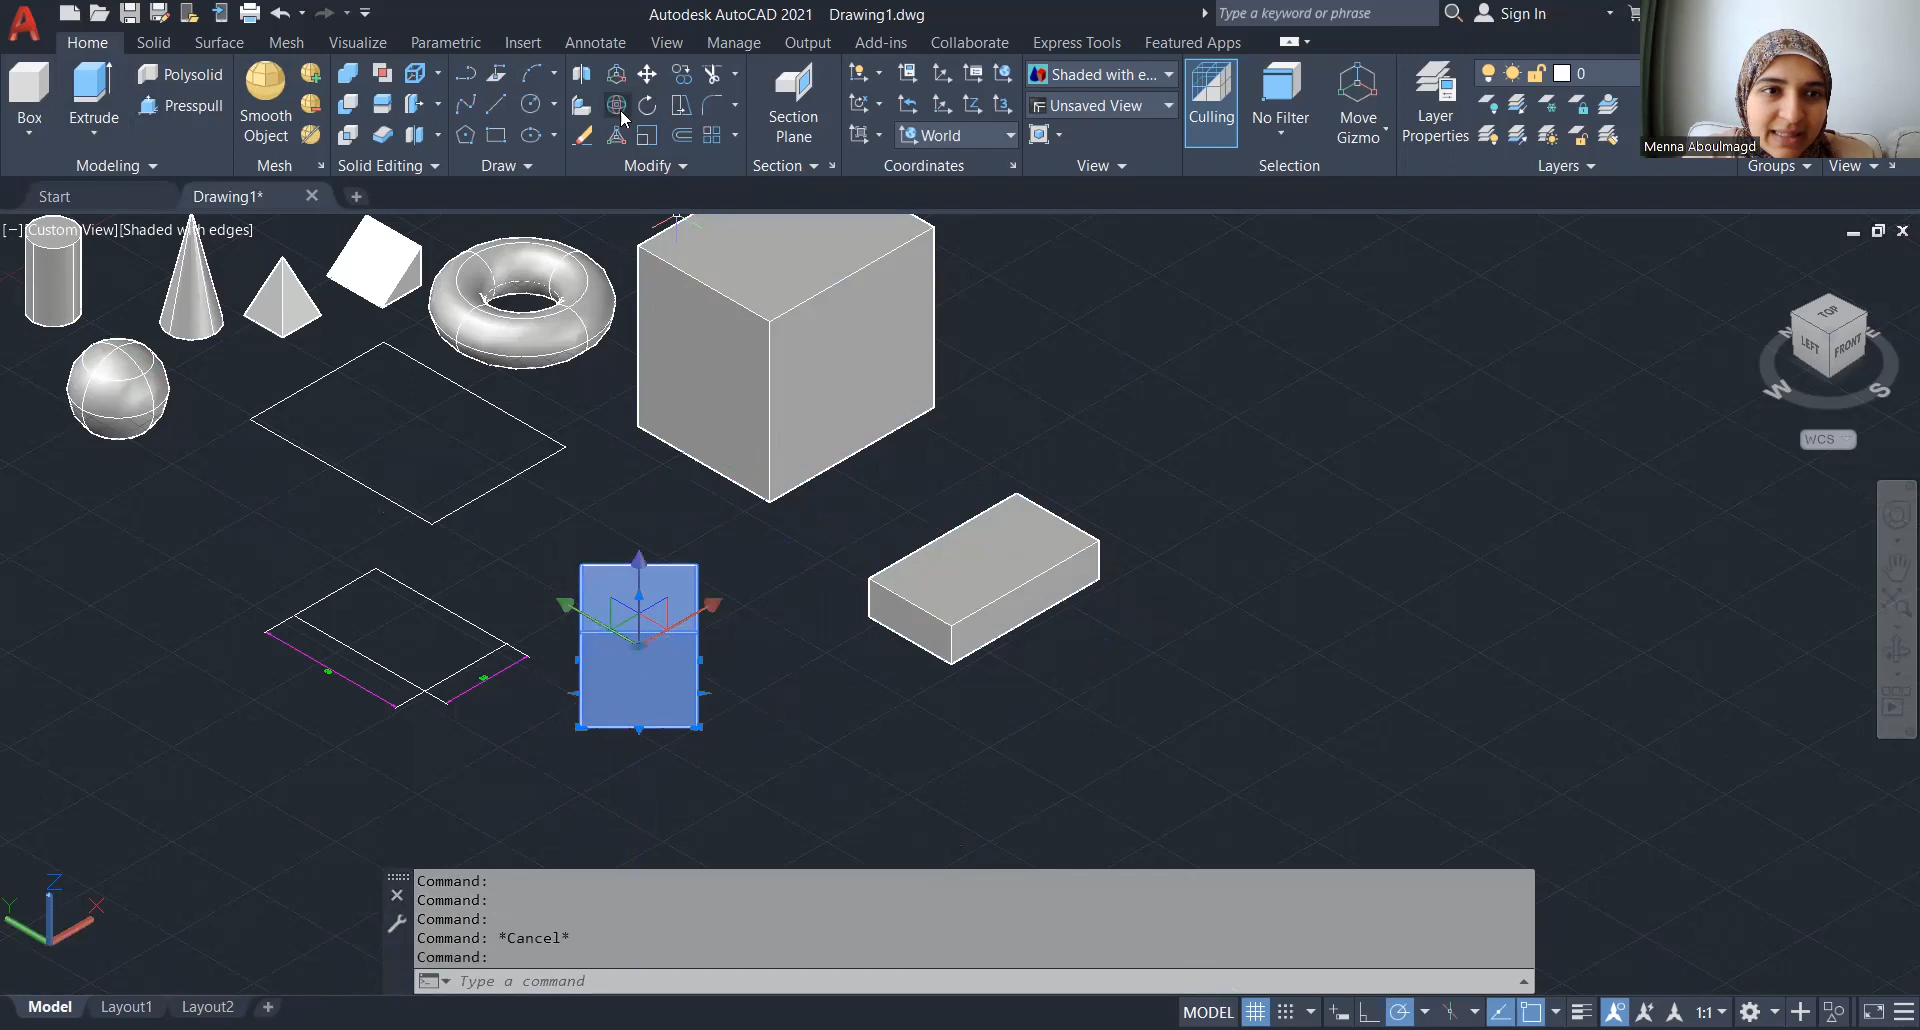 Autodesk AutoCAD 2021 Drawing1.dwg
Type a keyword or phrase
Sign In
Home Solid Surface Mesh Visualize Parametric Insert Annotate View Manage Output Add-ins Collaborate Express Tools Featured Apps
Box
Extrude
Polysolid
Presspull
Smooth
Object
Section
Plane
World
Shaded with e...
Unsaved View
Culling
No Filter
Move
Gizmo
Layer
Properties
0
Menna Aboulmagd
Modeling
Mesh
Solid Editing
Draw
Modify
Section
Coordinates
View
Selection
Layers
Groups
View
Start
Drawing1*
[−][Custom View][Shaded with edges]
TOP
LEFT
FRONT
N
E
W
S
WCS
Z
Y
X
Command:
Command:
Command:
Command: *Cancel*
Command:
Type a command
Model Layout1 Layout2
MODEL
1:1